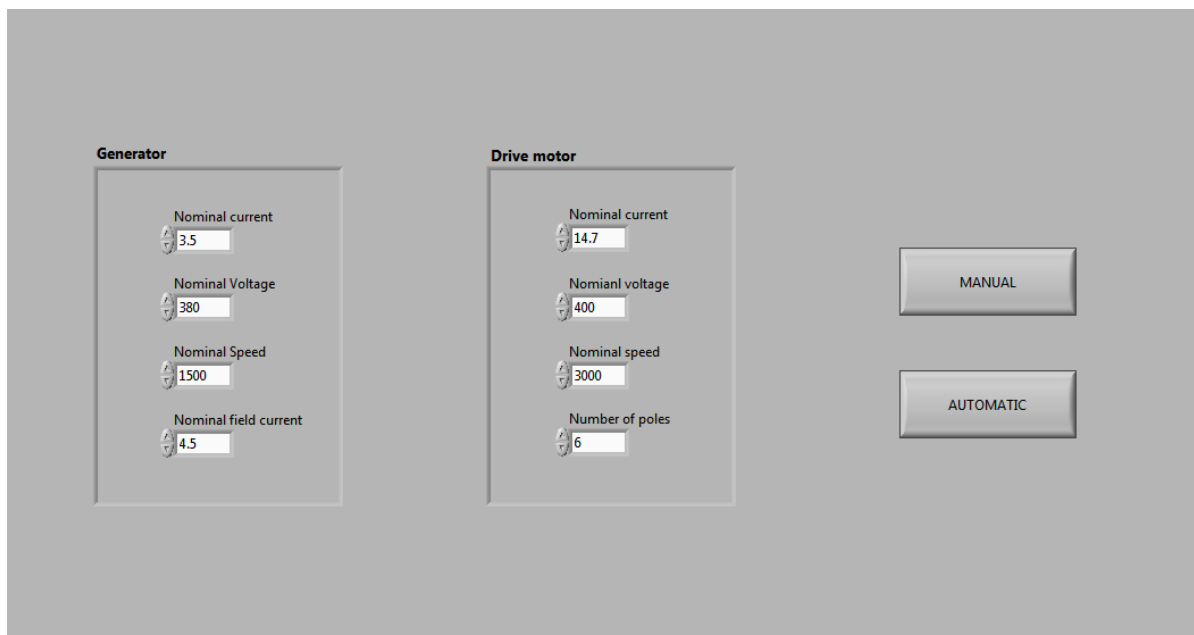 Generator
Nominal current
3.5
Nominal Voltage
380
Nominal Speed
1500
Nominal field current
4.5
Drive motor
Nominal current
14.7
Nomianl voltage
400
Nominal speed
3000
Number of poles
6
MANUAL
AUTOMATIC